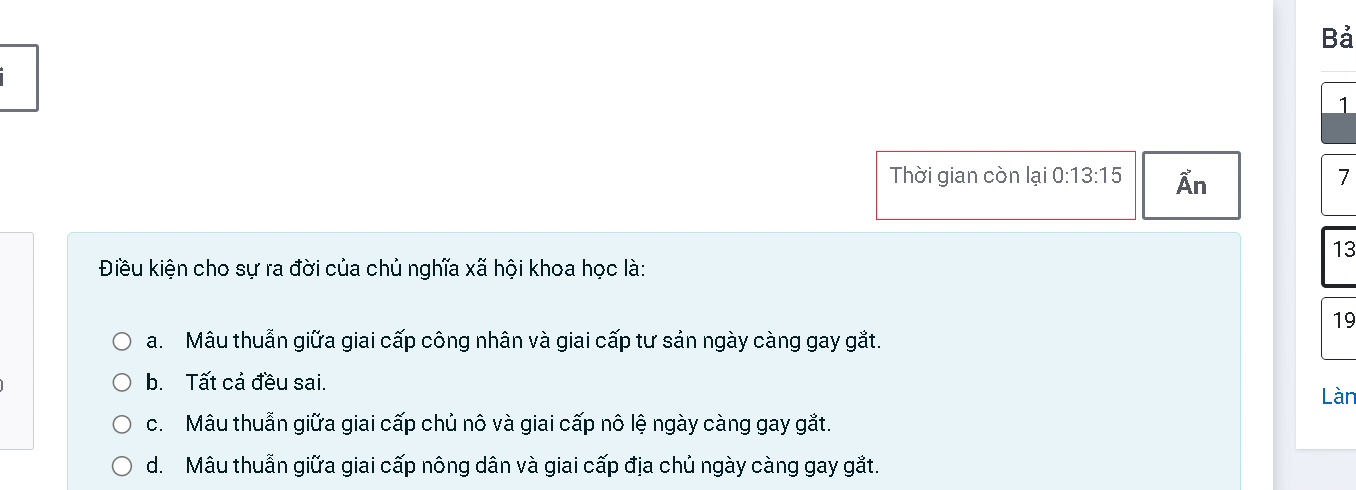 i
Bả
1
Thời gian còn lại 0:13:15
Ẩn
7
Điều kiện cho sự ra đời của chủ nghĩa xã hội khoa học là:
13
a. Mâu thuẫn giữa giai cấp công nhân và giai cấp tư sản ngày càng gay gắt.
19
b. Tất cả đều sai.
Làm
c. Mâu thuẫn giữa giai cấp chủ nô và giai cấp nô lệ ngày càng gay gắt.
d. Mâu thuẫn giữa giai cấp nông dân và giai cấp địa chủ ngày càng gay gắt.